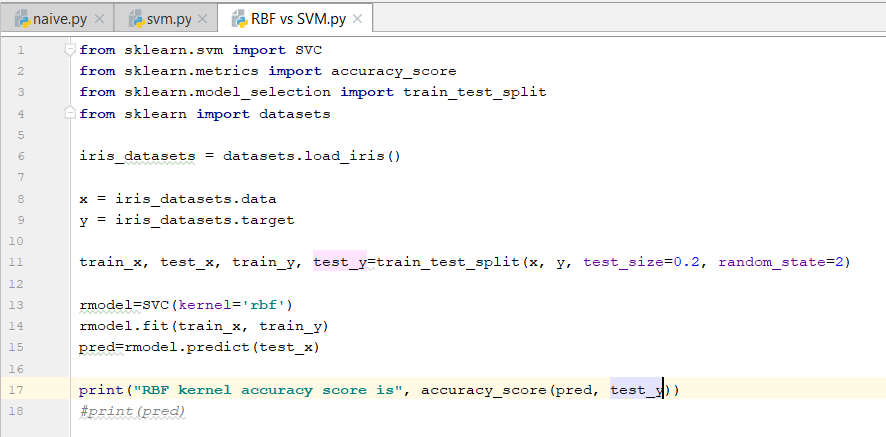 naive.py svm.py RBF vs SVM.py
1 from sklearn.svm import SVC
2 from sklearn.metrics import accuracy_score
3 from sklearn.model_selection import train_test_split
4 from sklearn import datasets
5
6 iris_datasets = datasets.load_iris()
7
8 x = iris_datasets.data
9 y = iris_datasets.target
10
11 train_x, test_x, train_y, test_y=train_test_split(x, y, test_size=0.2, random_state=2)
12
13 rmodel=SVC(kernel='rbf')
14 rmodel.fit(train_x, train_y)
15 pred=rmodel.predict(test_x)
16
17 print("RBF kernel accuracy score is", accuracy_score(pred, test_y))
18 #print(pred)